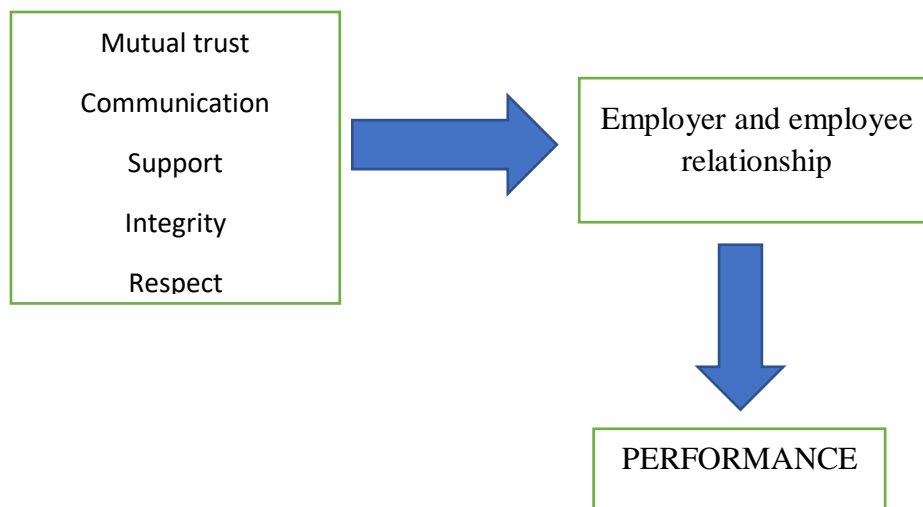 Mutual trust
Communication
Support
Integrity
Respect
Employer and employee
relationship
PERFORMANCE